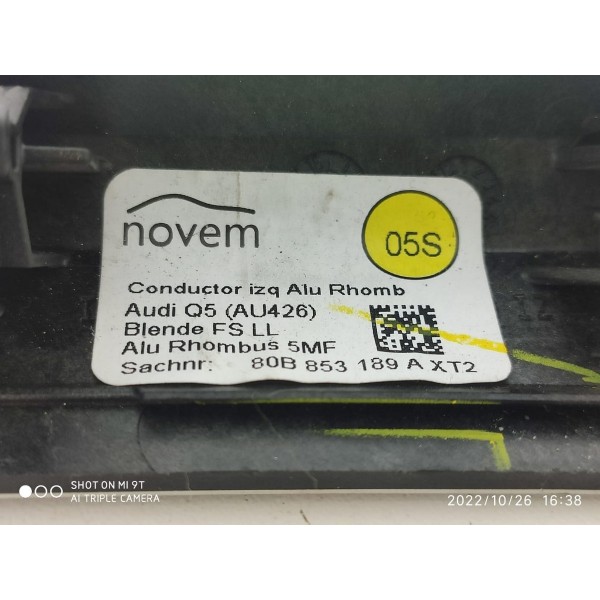 novem
05S
Conductor izq Alu Rhomb
Audi Q5 (AU426)
Blende FS LL
Alu Rhombus 5MF
Sachnr: 80B 853 189 A XT2
SHOT ON MI 9T
AI TRIPLE CAMERA
2022/10/26 16:38